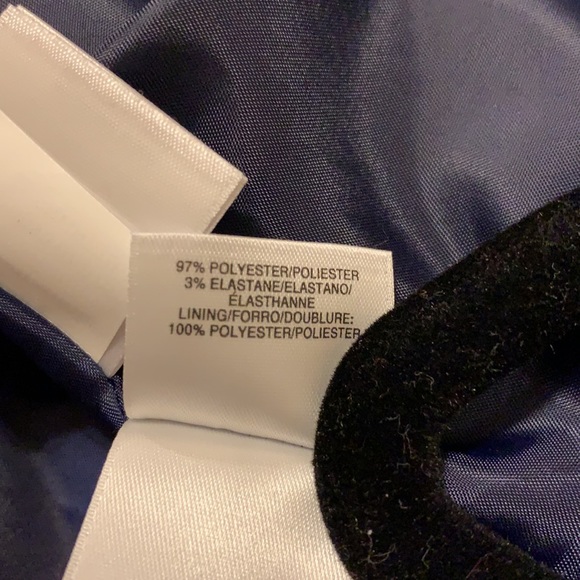 97% POLYESTER/POLIESTER
3% ELASTANE/ELASTANO/
ÉLASTHANNE
LINING/FORRO/DOUBLURE:
100% POLYESTER/POLIESTER